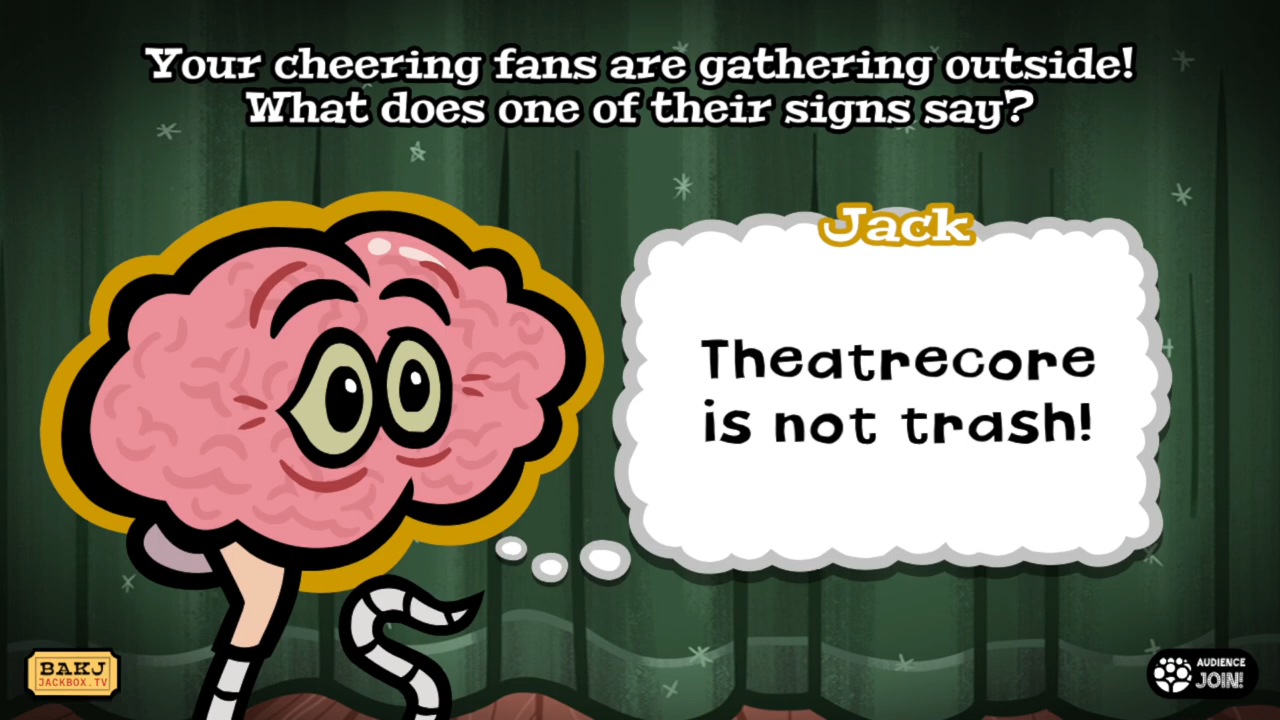 Your cheering fans are gathering outside!
What does one of their signs say?
Jack
Theatrecore
is not trash!
BAKJ
JACKBOX.TV
AUDIENCE
JOIN!